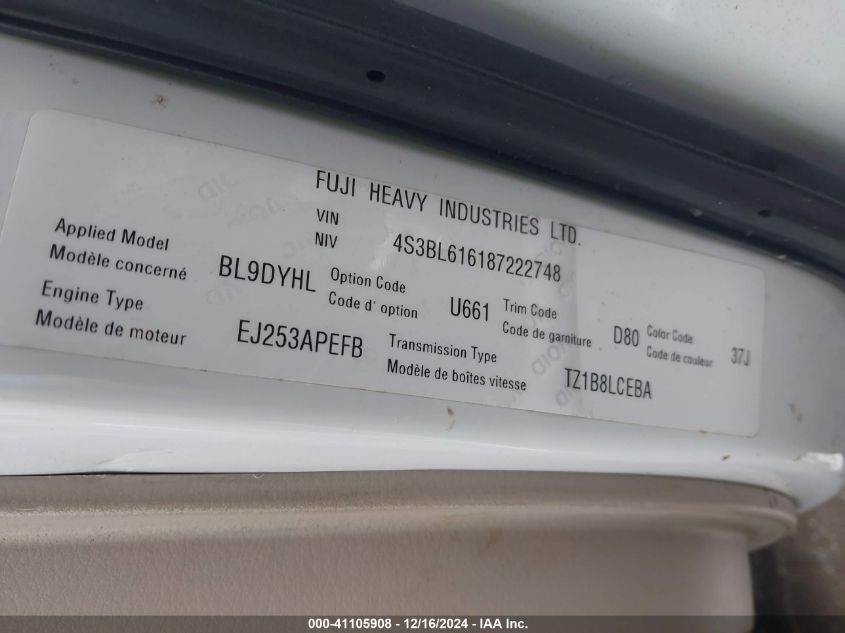 FUJI HEAVY INDUSTRIES LTD.
VIN
NIV
4S3BL616187222748
Applied Model
Modèle concerné
BL9DYHL
Option Code
Code d' option
U661
Trim Code
Code de garniture
D80
Color Code
Code de couleur
37J
Engine Type
Modèle de moteur
EJ253APEFB
Transmission Type
Modèle de boîtes vitesse
TZ1B8LCEBA
000-41105908 - 12/16/2024 - IAA Inc.